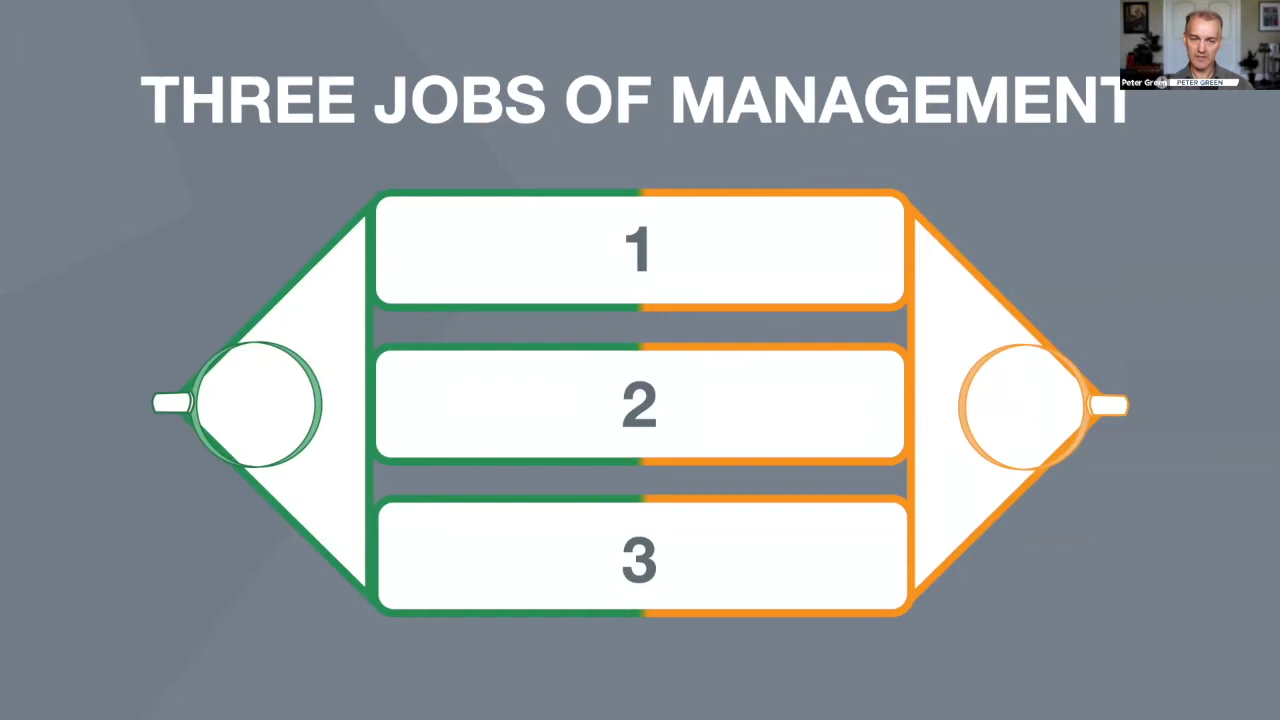 THREE JOBS OF MANAGEMENT
Peter Green
PETER GREEN
1
2
3